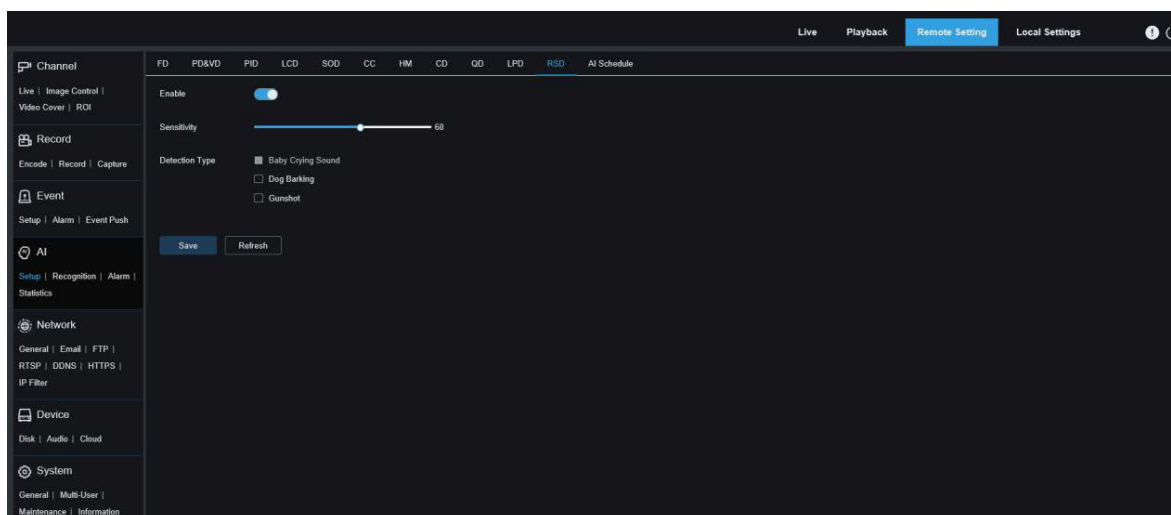 Live Playback Remote Setting Local Settings
Channel
Live | Image Control |
Video Cover | ROI
Record
Encode | Record | Capture
Event
Setup | Alarm | Event Push
AI
Setup | Recognition | Alarm |
Statistics
Network
General | Email | FTP |
RTSP | DDNS | HTTPS |
IP Filter
Device
Disk | Audio | Cloud
System
General | Multi-User |
Maintenance | Information
FD PD&VD PID LCD SOD CC HM CD QD LPD RSD AI Schedule
Enable
Sensitivity 60
Detection Type Baby Crying Sound
Dog Barking
Gunshot
Save Refresh